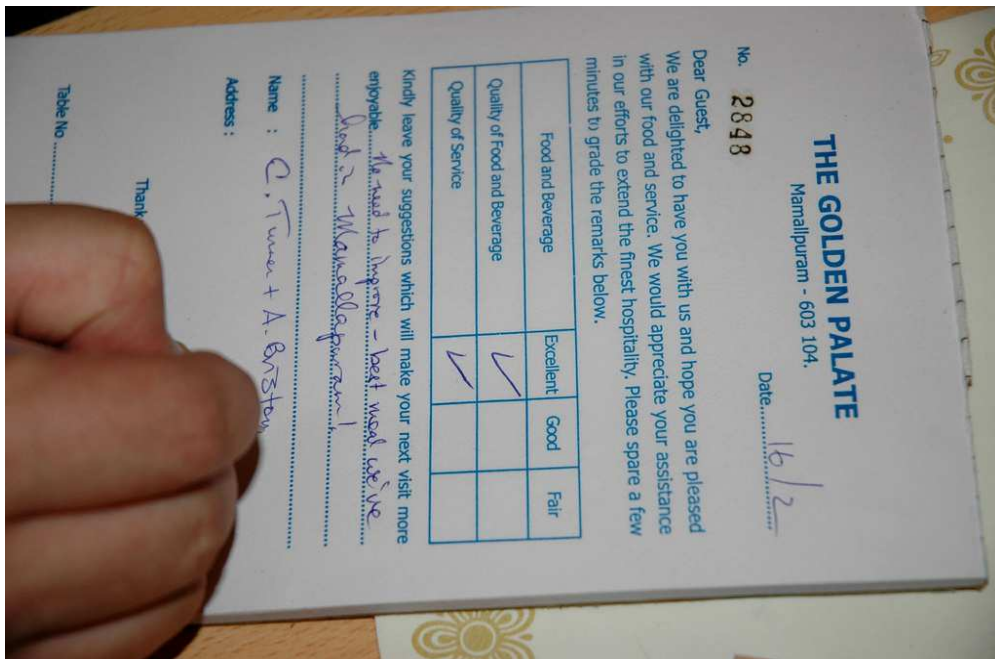 THE GOLDEN PALATE
Mamallpuram - 603 104.
No. 2848 Date.......16/2
Dear Guest,
We are delighted to have you with us and hope you are pleased
with our food and service. We would appreciate your assistance
in our efforts to extend the finest hospitality. Please spare a few
minutes to grade the remarks below.
Food and Beverage Excellent Good Fair
Quality of Food and Beverage ✓
Quality of Service ✓
Kindly leave your suggestions which will make your next visit more
enjoyable. No need to improve - best meal we've
had in Mamallapuram!
Name : C. Turner + A. Briston
Address :
Thank
Table No